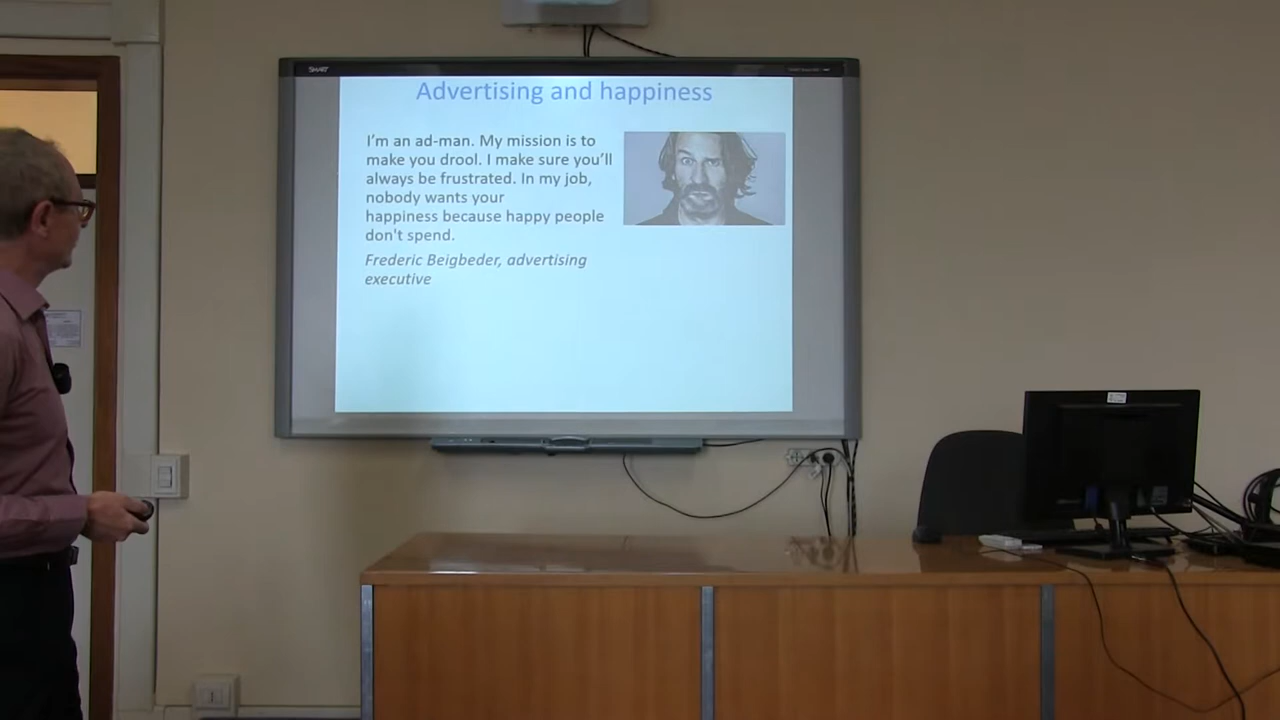 SMART
Advertising and happiness
I'm an ad-man. My mission is to
make you drool. I make sure you'll
always be frustrated. In my job,
nobody wants your
happiness because happy people
don't spend.
Frederic Beigbeder, advertising
executive